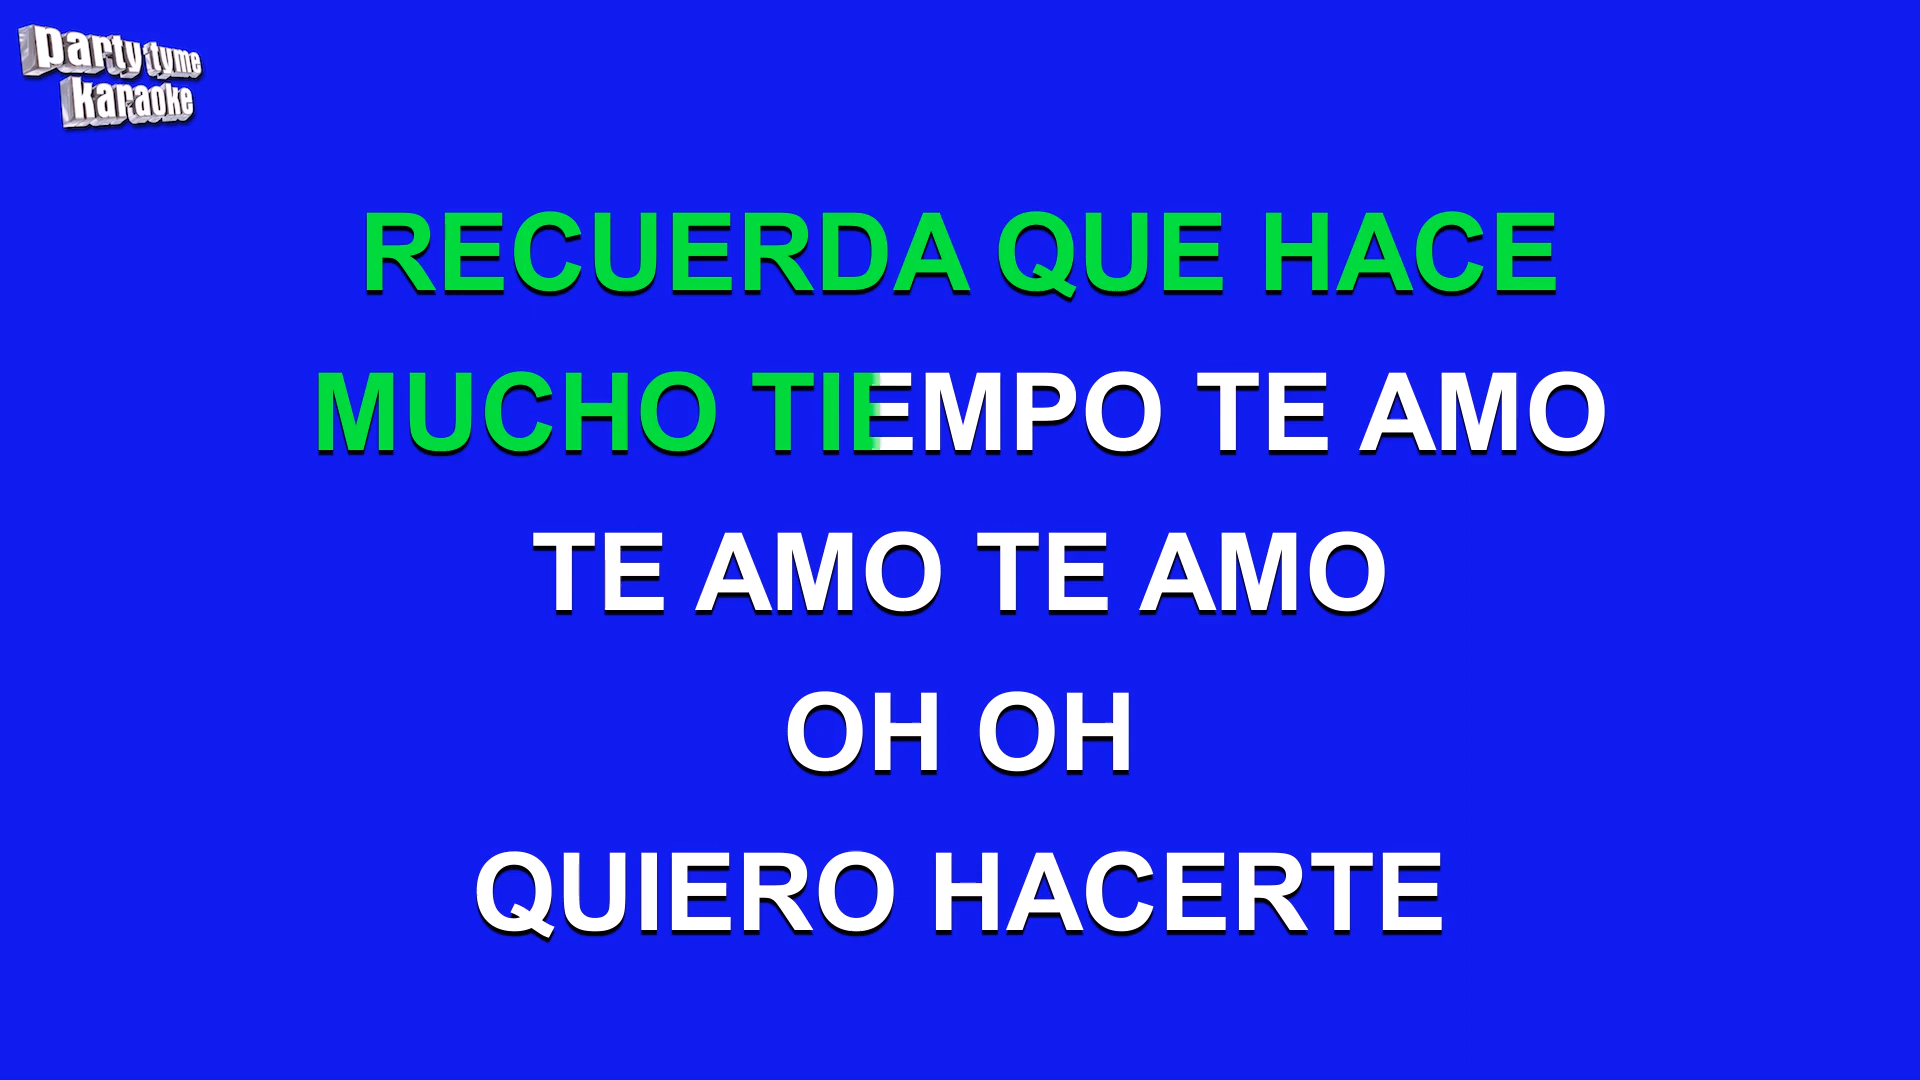 party tyme
karaoke
RECUERDA QUE HACE
MUCHO TIEMPO TE AMO
TE AMO TE AMO
OH OH
QUIERO HACERTE